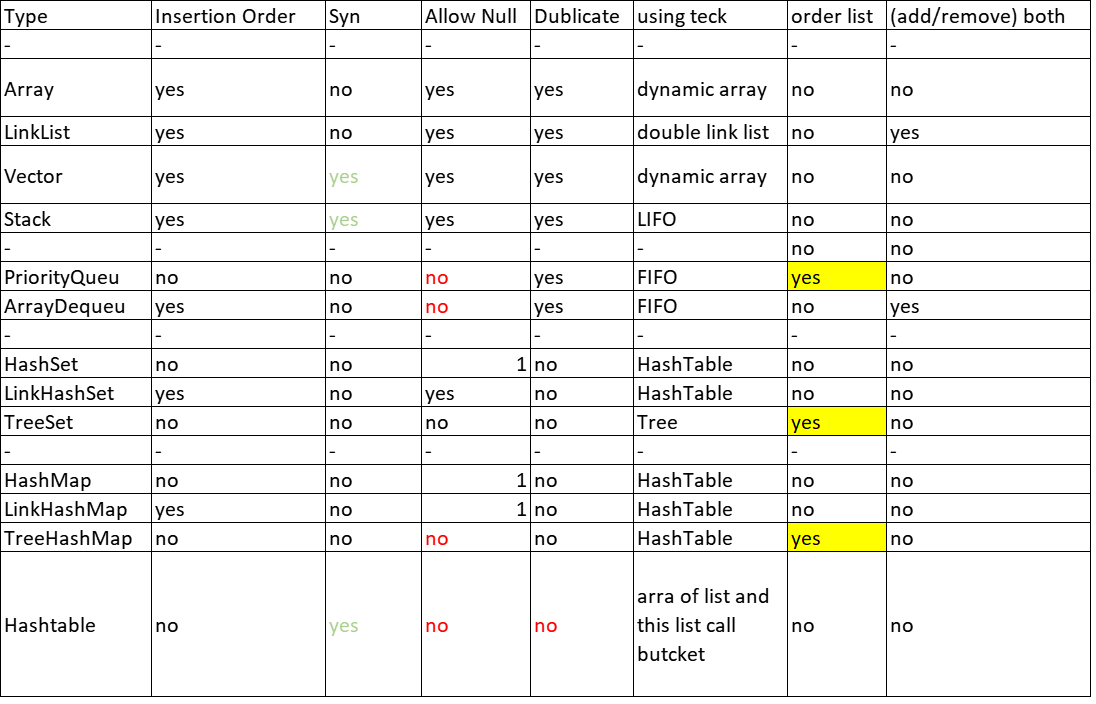 Type Insertion Order Syn Allow Null Dublicate using teck order list (add/remove) both
- - - - - - - -
Array yes no yes yes dynamic array no no
LinkList yes no yes yes double link list no yes
Vector yes yes yes yes dynamic array no no
Stack yes yes yes yes LIFO no no
- - - - - - no no
PriorityQueu no no no yes FIFO yes no
ArrayDequeu yes no no yes FIFO no yes
- - - - - - - -
HashSet no no 1 no HashTable no no
LinkHashSet yes no yes no HashTable no no
TreeSet no no no no Tree yes no
- - - - - - - -
HashMap no no 1 no HashTable no no
LinkHashMap yes no 1 no HashTable no no
TreeHashMap no no no no HashTable yes no
arra of list and
Hashtable no yes no no this list call no no
butcket